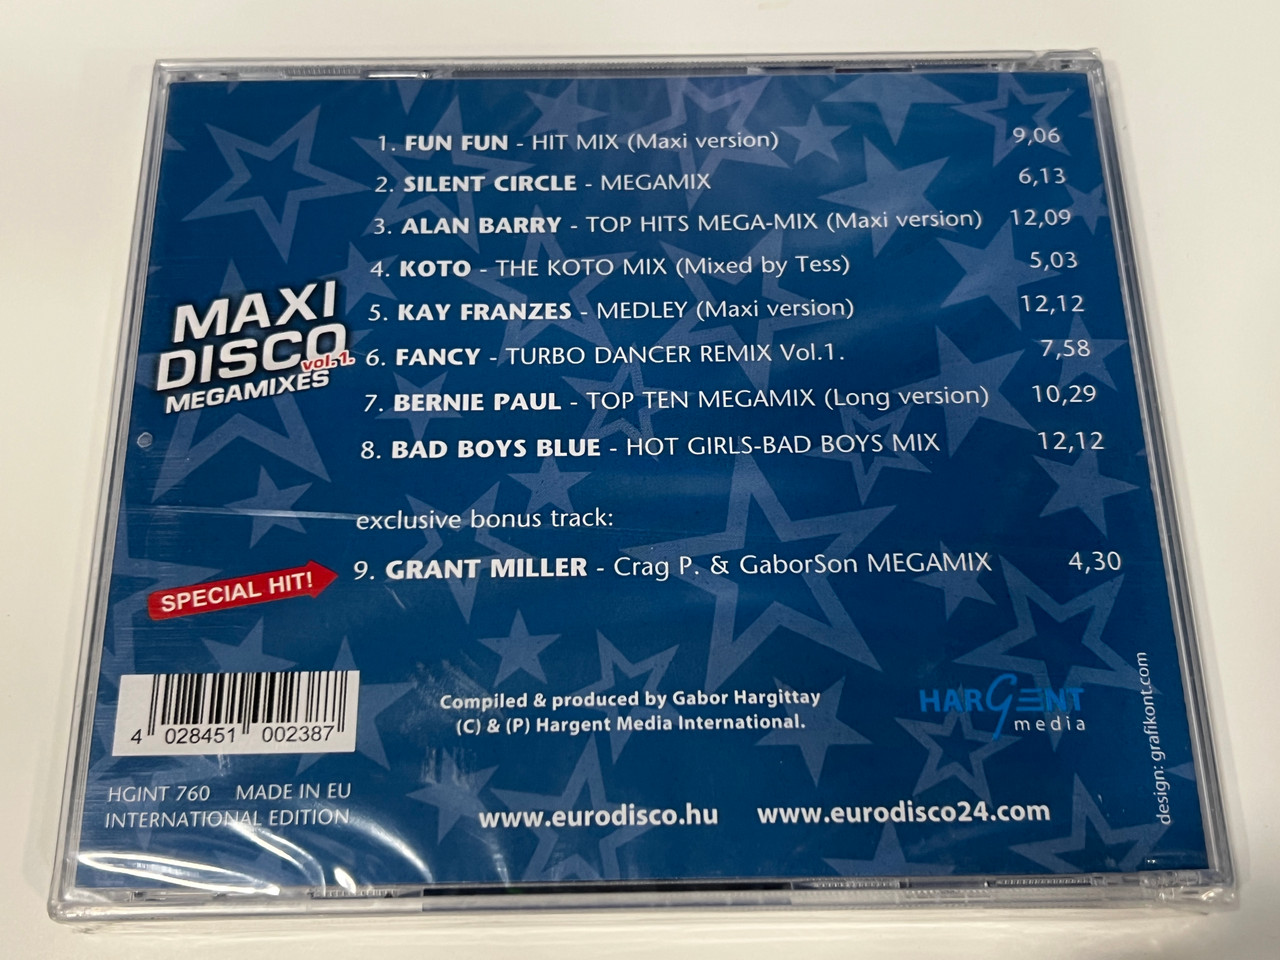 1. FUN FUN - HIT MIX (Maxi version) 9,06
2. SILENT CIRCLE - MEGAMIX 6,13
3. ALAN BARRY - TOP HITS MEGA-MIX (Maxi version) 12,09
4. KOTO - THE KOTO MIX (Mixed by Tess) 5,03
5. KAY FRANZES - MEDLEY (Maxi version) 12,12
6. FANCY - TURBO DANCER REMIX Vol.1. 7,58
7. BERNIE PAUL - TOP TEN MEGAMIX (Long version) 10,29
8. BAD BOYS BLUE - HOT GIRLS-BAD BOYS MIX 12,12
MAXI
DISCO
vol.1.
MEGAMIXES
exclusive bonus track:
SPECIAL HIT!
9. GRANT MILLER - Crag P. & GaborSon MEGAMIX 4,30
Compiled & produced by Gabor Hargittay
(C) & (P) Hargent Media International.
HARGENT
media
4 028451 002387
HGINT 760 MADE IN EU
INTERNATIONAL EDITION
www.eurodisco.hu www.eurodisco24.com
design: grafikont.com